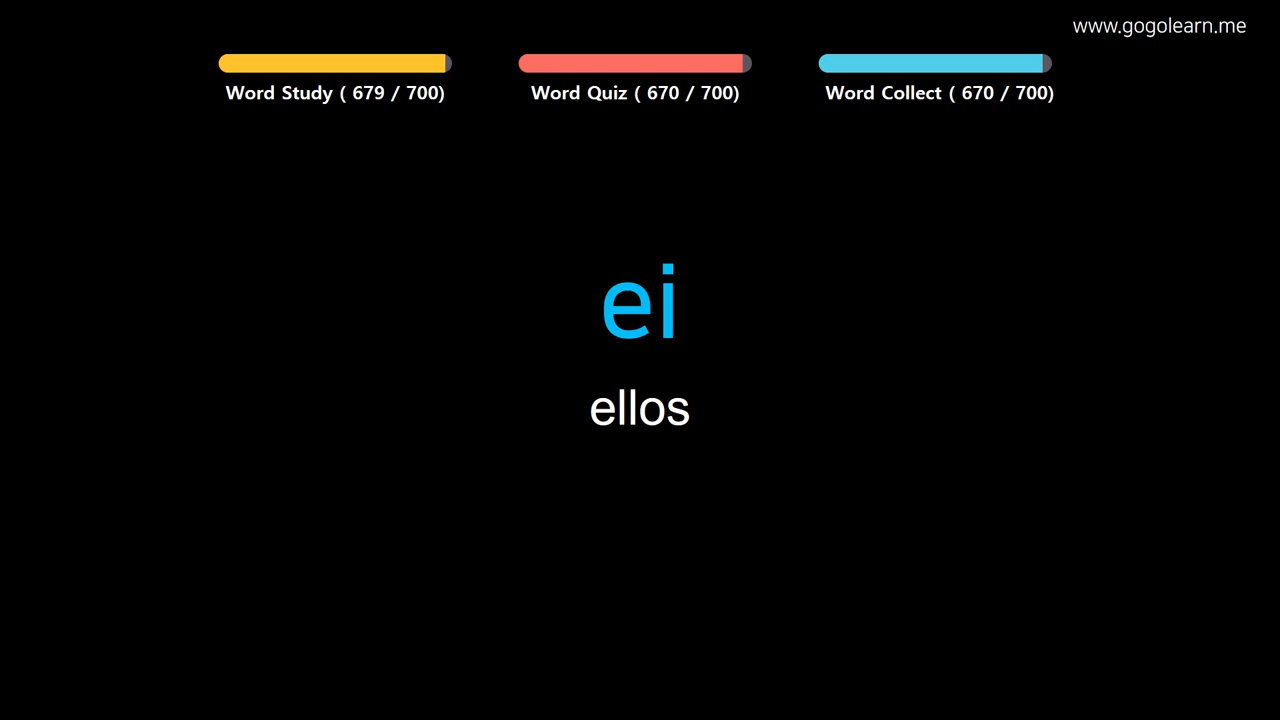 www.gogolearn.me
Word Study ( 679 / 700)
Word Quiz ( 670 / 700)
Word Collect ( 670 / 700)
ei
ellos